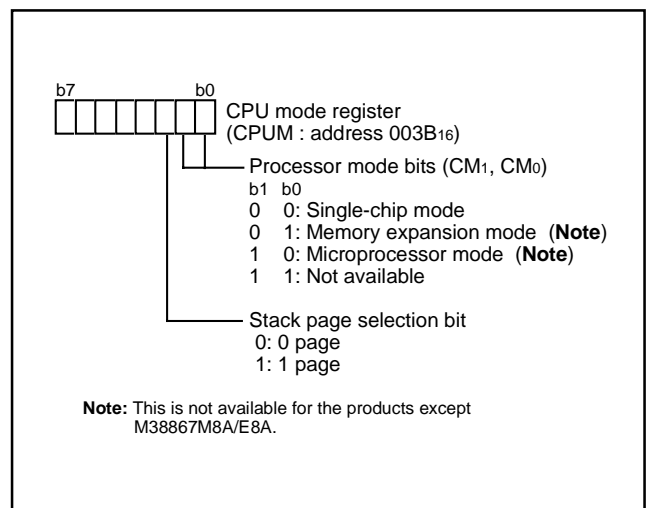 b7 b0
CPU mode register
(CPUM : address 003B16)
Processor mode bits (CM1, CM0)
b1 b0
0 0: Single-chip mode
0 1: Memory expansion mode (Note)
1 0: Microprocessor mode (Note)
1 1: Not available
Stack page selection bit
0: 0 page
1: 1 page
Note: This is not available for the products except
M38867M8A/E8A.